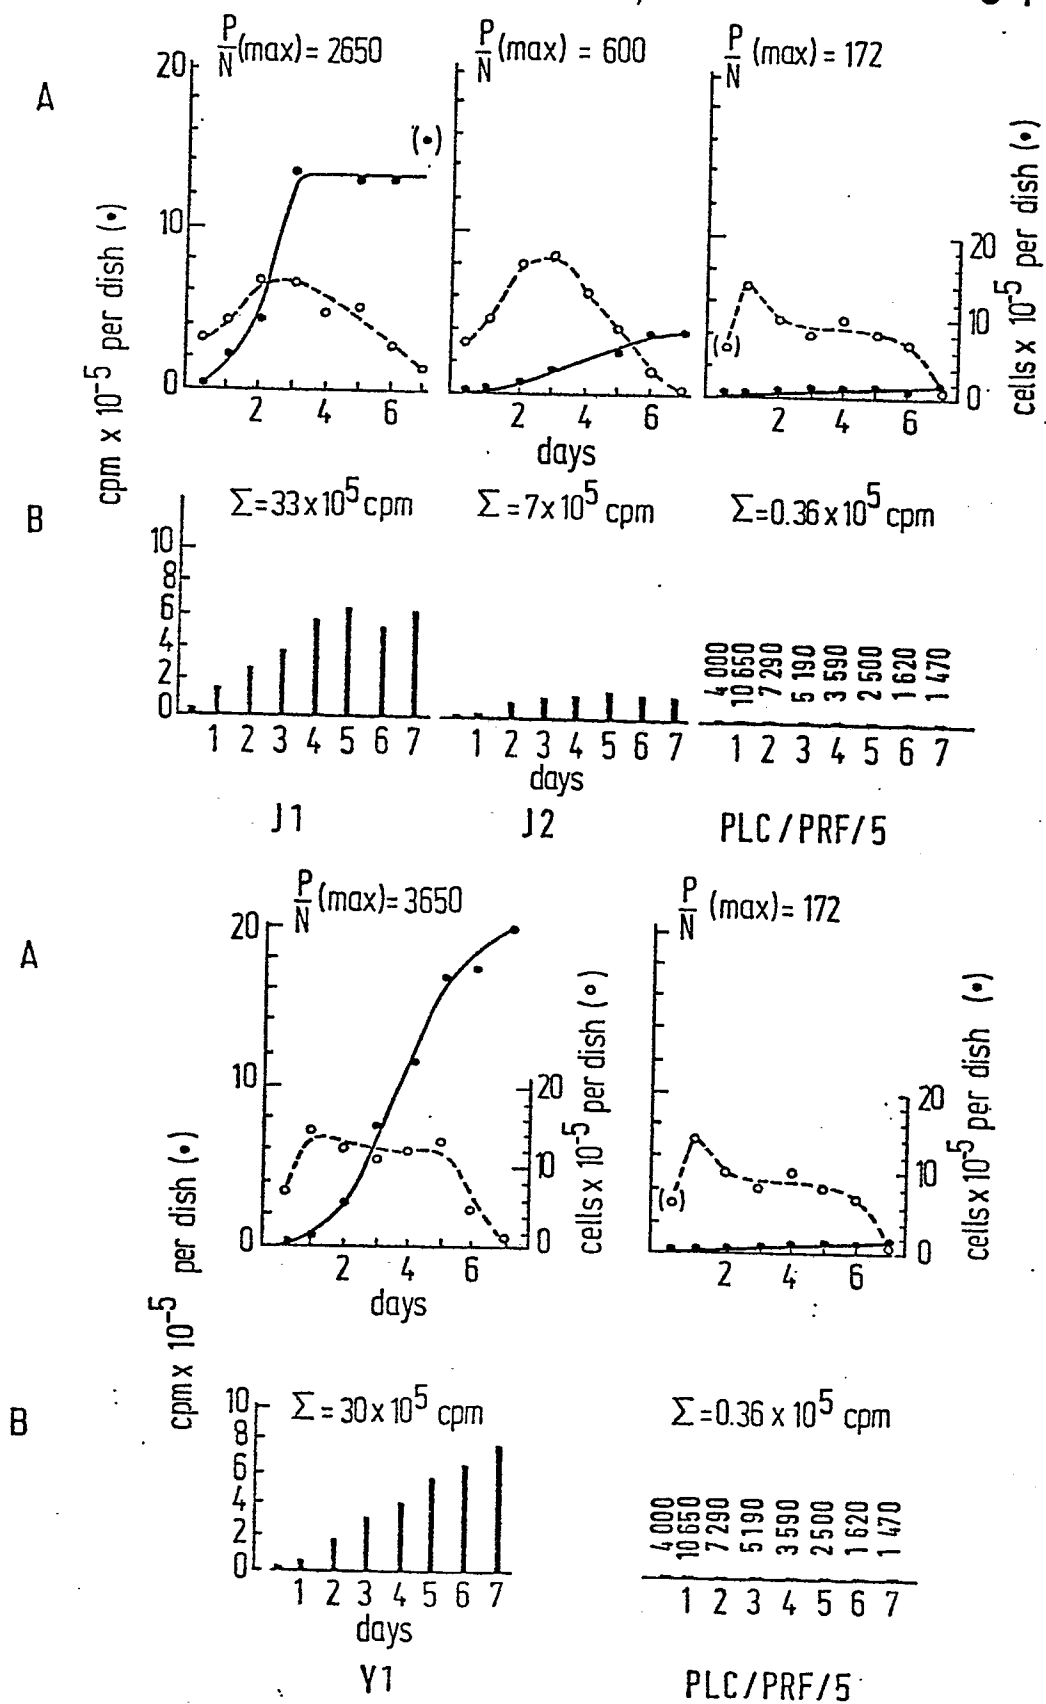 P/N (max) = 2650
P/N (max) = 600
P/N (max) = 172
A
20
10
0
cpm x 10⁻⁵ per dish (•)
(•)
(o)
20
10
0
cells x 10⁻⁵ per dish (•)
2 4 6
2 4 6
2 4 6
days
B
Σ=33x10⁵ cpm
Σ=7x10⁵ cpm
Σ=0.36x10⁵ cpm
10
8
6
4
2
0
4 000
10 650
7 290
5 190
3 590
2 500
1 620
1 470
1 2 3 4 5 6 7
1 2 3 4 5 6 7
1 2 3 4 5 6 7
days
J1
J2
PLC/PRF/5
P/N (max)= 3650
P/N (max)= 172
A
20
10
0
cpm x 10⁻⁵ per dish (•)
20
10
0
cells x 10⁻⁵ per dish (o)
(o)
20
10
0
cells x 10⁻⁵ per dish (•)
2 4 6
2 4 6
days
B
Σ = 30x10⁵ cpm
Σ=0.36 x 10⁵ cpm
10
8
6
4
2
0
4 000
10 650
7 290
5 190
3 590
2 500
1 620
1 470
1 2 3 4 5 6 7
1 2 3 4 5 6 7
days
Y1
PLC/PRF/5